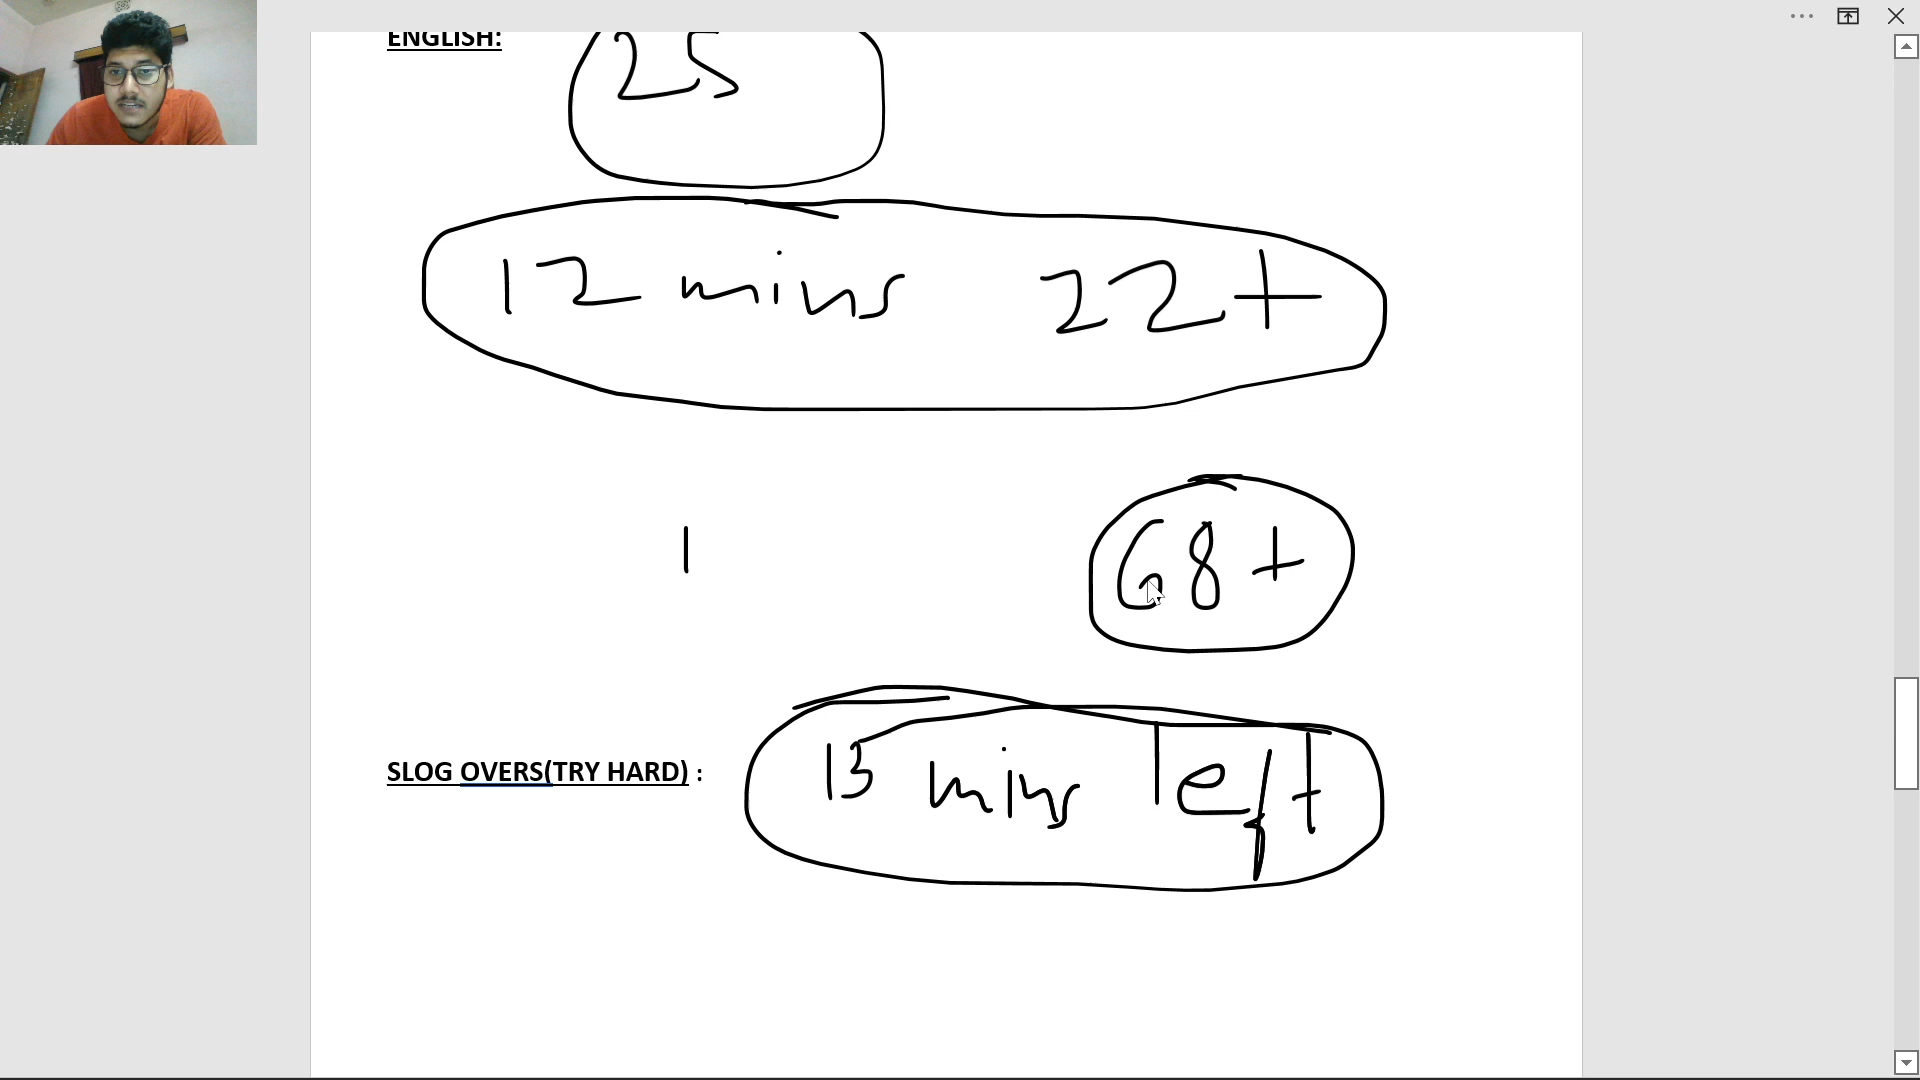 ENGLISH: 25
12 mins 22+
1 68+
SLOG OVERS(TRY HARD) : 13 mins left